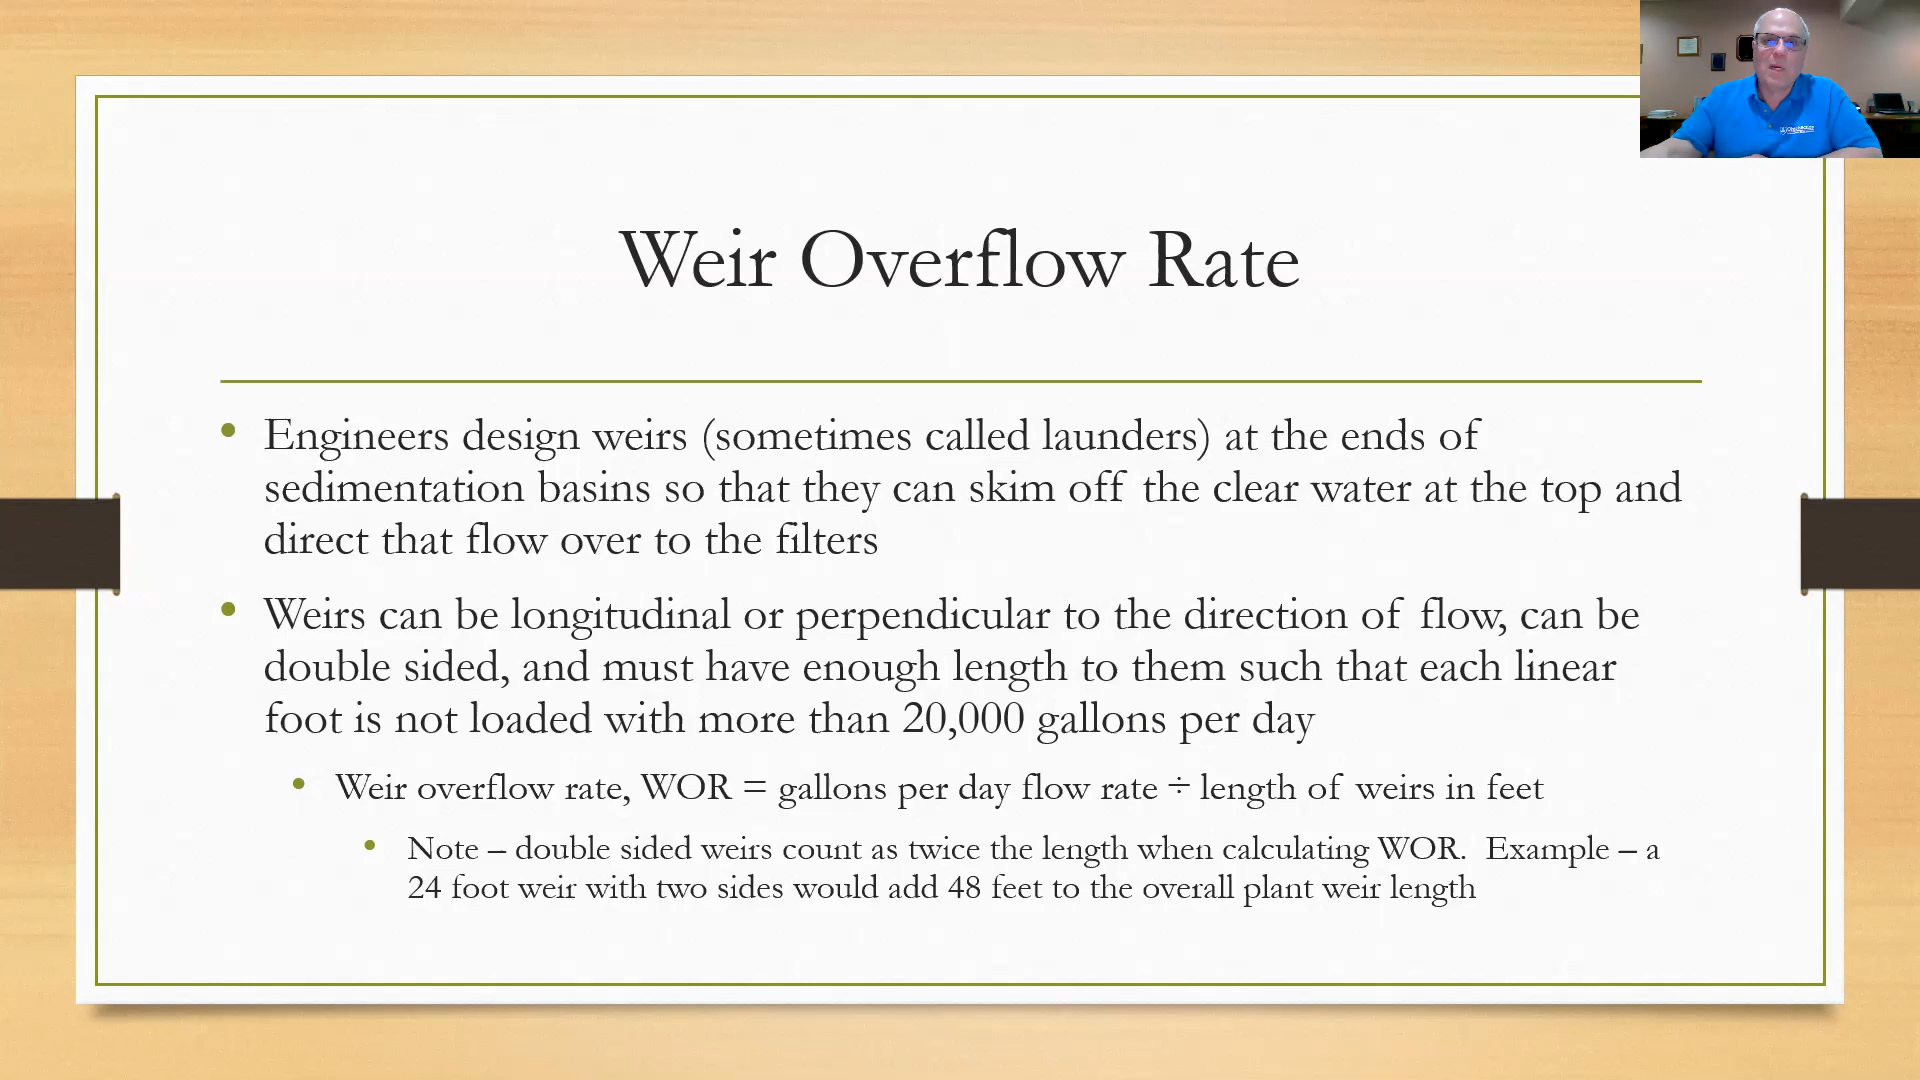 Weir Overflow Rate
Engineers design weirs (sometimes called launders) at the ends of
sedimentation basins so that they can skim off the clear water at the top and
direct that flow over to the filters
Weirs can be longitudinal or perpendicular to the direction of flow, can be
double sided, and must have enough length to them such that each linear
foot is not loaded with more than 20,000 gallons per day
Weir overflow rate, WOR = gallons per day flow rate ÷ length of weirs in feet
Note – double sided weirs count as twice the length when calculating WOR.  Example – a
24 foot weir with two sides would add 48 feet to the overall plant weir length